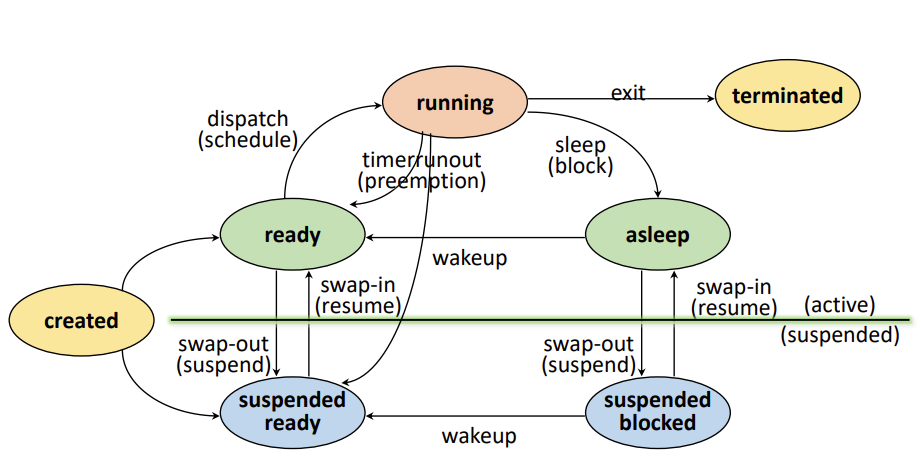 running
exit
terminated
dispatch
(schedule)
timerrunout
(preemption)
sleep
(block)
ready
asleep
wakeup
swap-in
(resume)
swap-in
(resume)
(active)
created
(suspended)
swap-out
(suspend)
swap-out
(suspend)
suspended
ready
suspended
blocked
wakeup